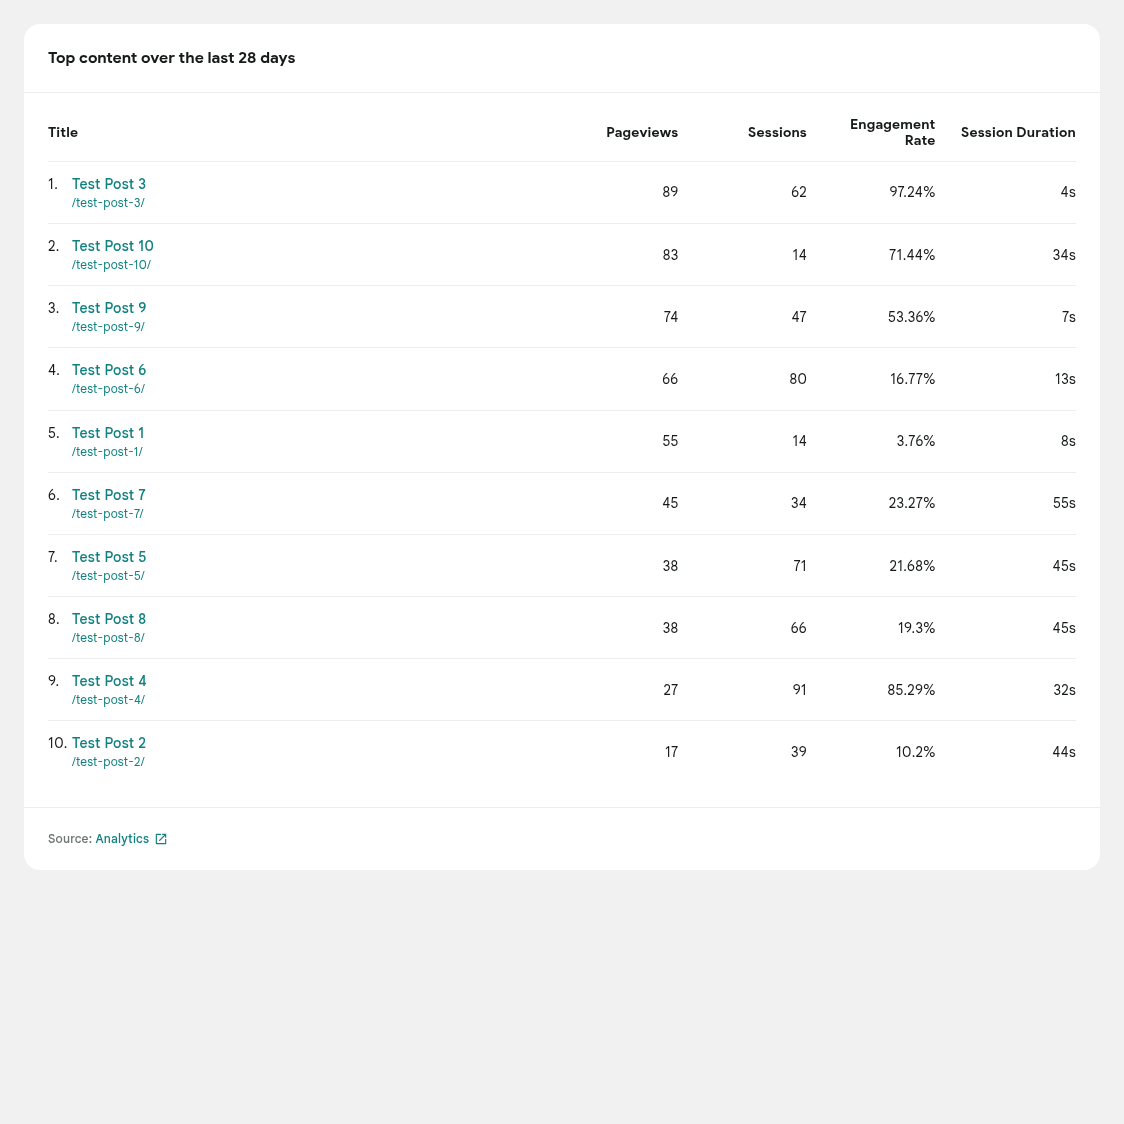 Top content over the last 28 days
Title Pageviews Sessions Engagement Rate Session Duration
1. Test Post 3 89 62 97.24% 4s
/test-post-3/
2. Test Post 10 83 14 71.44% 34s
/test-post-10/
3. Test Post 9 74 47 53.36% 7s
/test-post-9/
4. Test Post 6 66 80 16.77% 13s
/test-post-6/
5. Test Post 1 55 14 3.76% 8s
/test-post-1/
6. Test Post 7 45 34 23.27% 55s
/test-post-7/
7. Test Post 5 38 71 21.68% 45s
/test-post-5/
8. Test Post 8 38 66 19.3% 45s
/test-post-8/
9. Test Post 4 27 91 85.29% 32s
/test-post-4/
10. Test Post 2 17 39 10.2% 44s
/test-post-2/
Source: Analytics